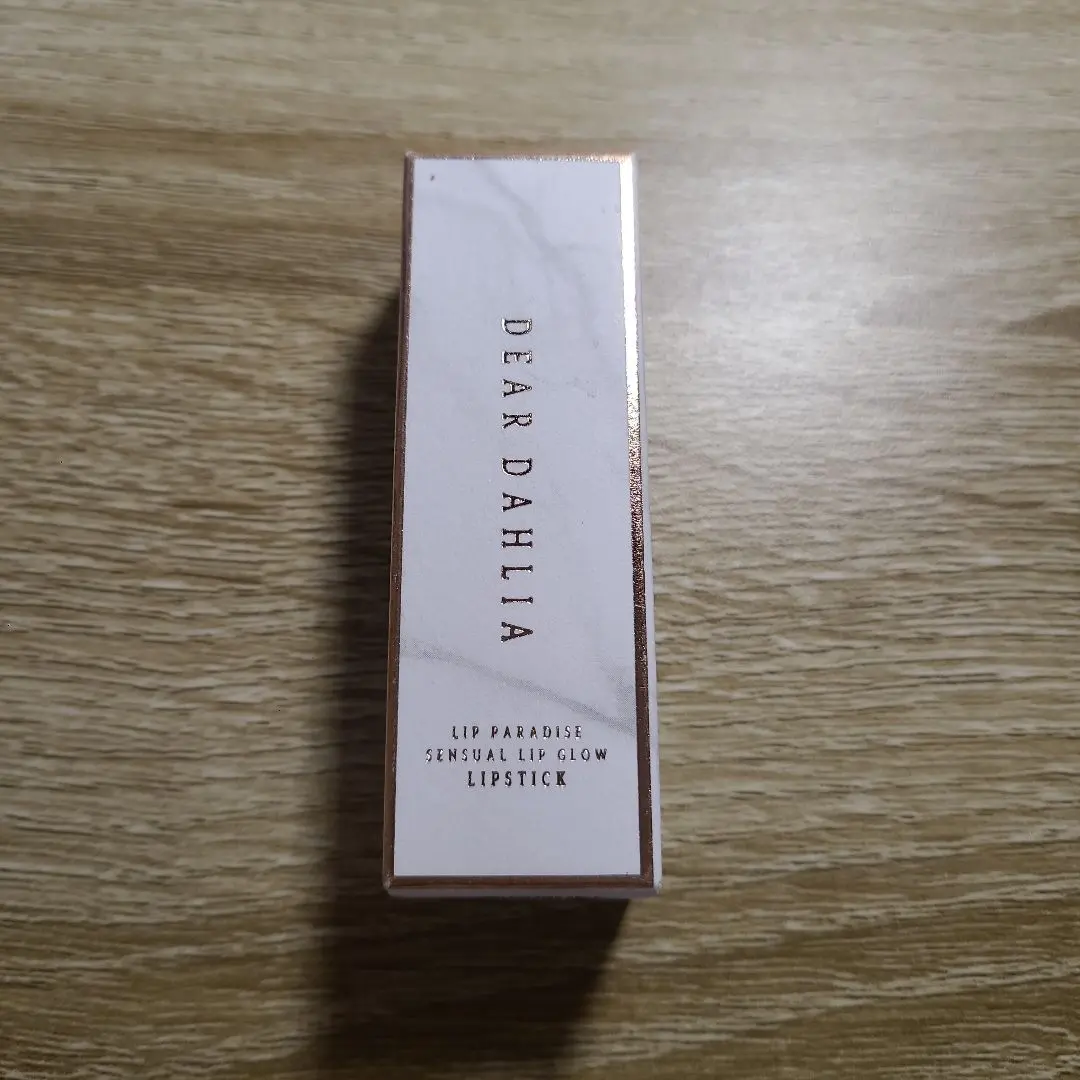 DEAR DAHLIA
LIP PARADISE
SENSUAL LIP GLOW
LIPSTICK